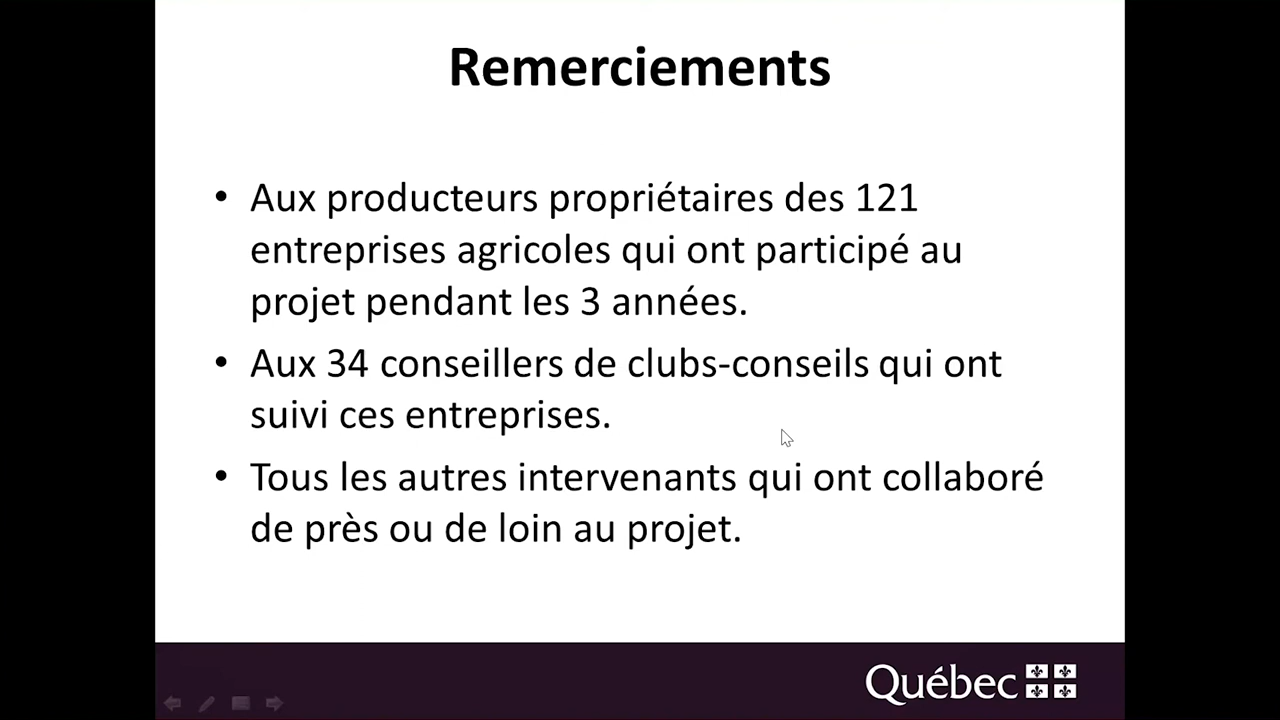 Remerciements
• Aux producteurs propriétaires des 121
entreprises agricoles qui ont participé au
projet pendant les 3 années.
• Aux 34 conseillers de clubs-conseils qui ont
suivi ces entreprises.
• Tous les autres intervenants qui ont collaboré
de près ou de loin au projet.
Québec